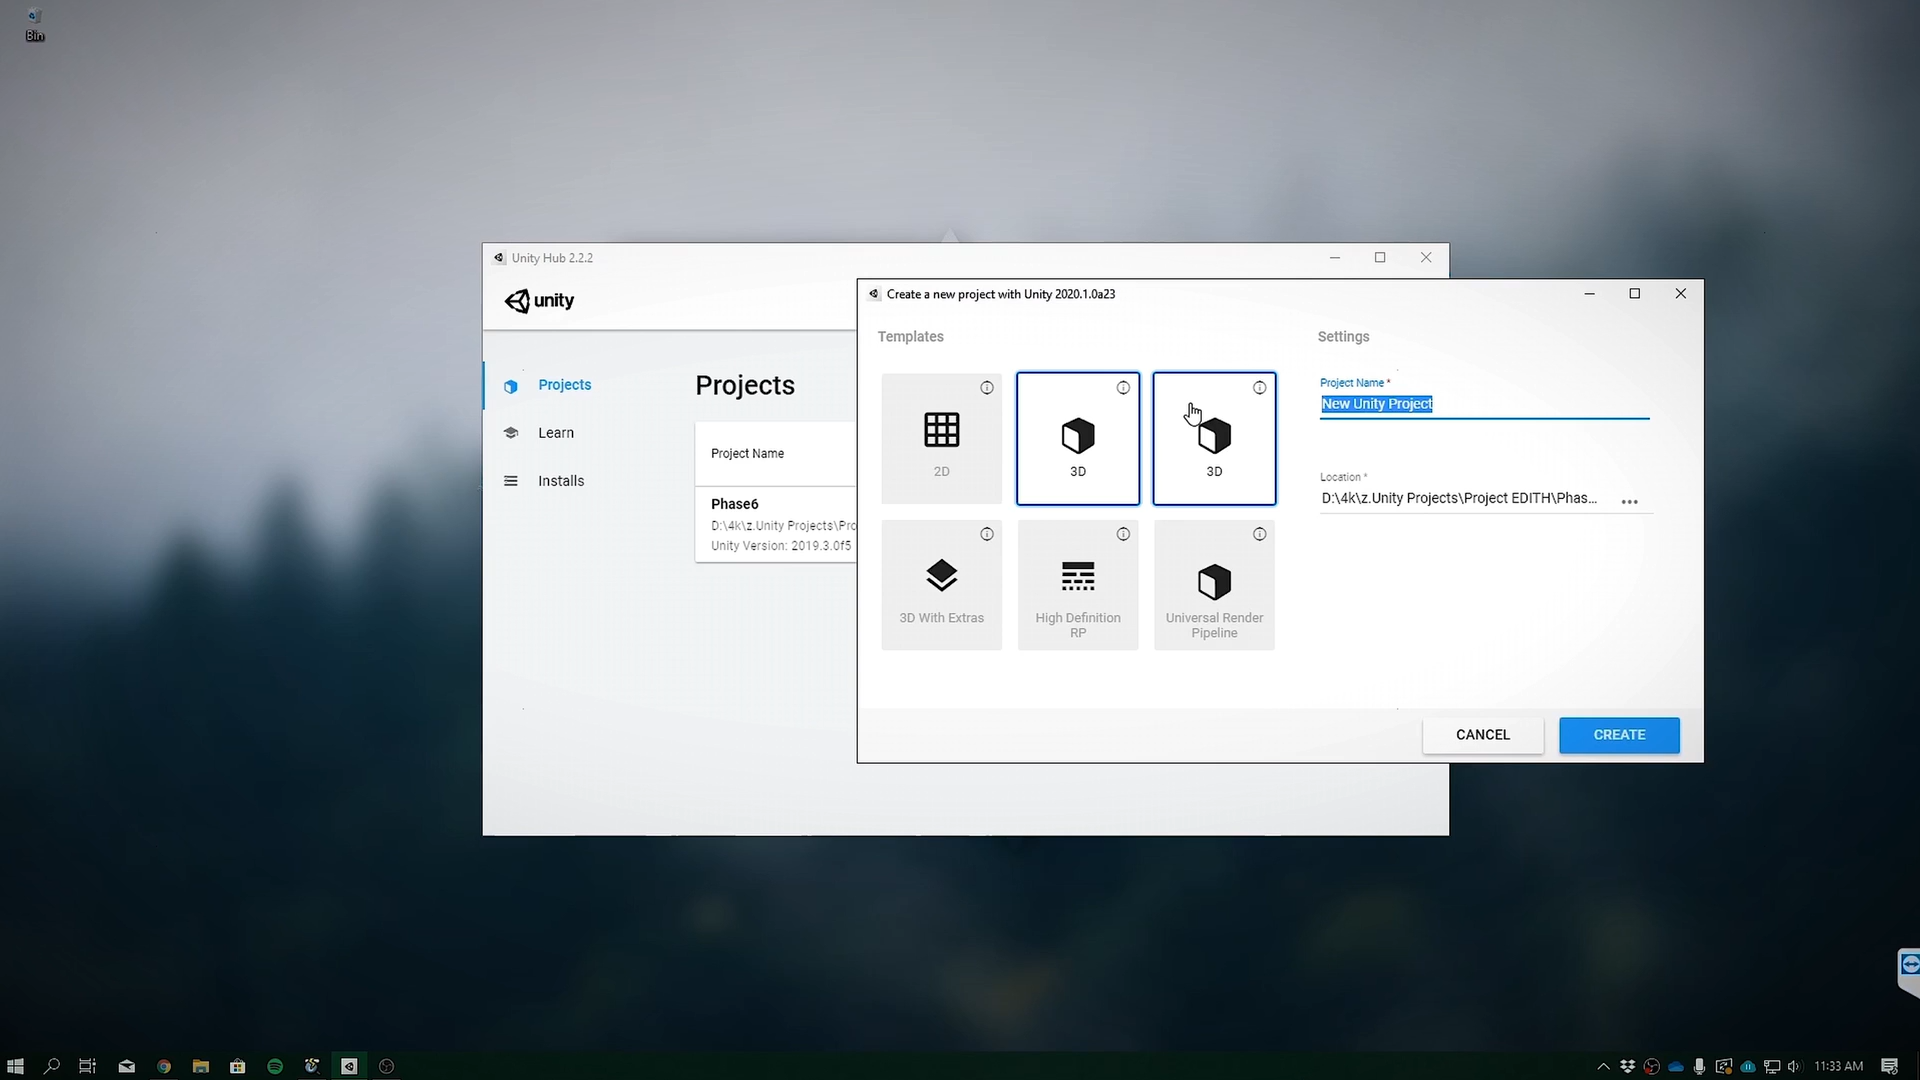 Bin
Unity Hub 2.2.2
unity
Projects
Learn
Installs
Projects
Project Name
Phase6
D:\4k\z.Unity Projects\Pro
Unity Version: 2019.3.0f5
Create a new project with Unity 2020.1.0a23
Templates
2D
3D
3D
3D With Extras
High Definition
RP
Universal Render
Pipeline
Settings
Project Name *
New Unity Project
Location *
D:\4k\z.Unity Projects\Project EDITH\Phas...
CANCEL
CREATE
11:33 AM